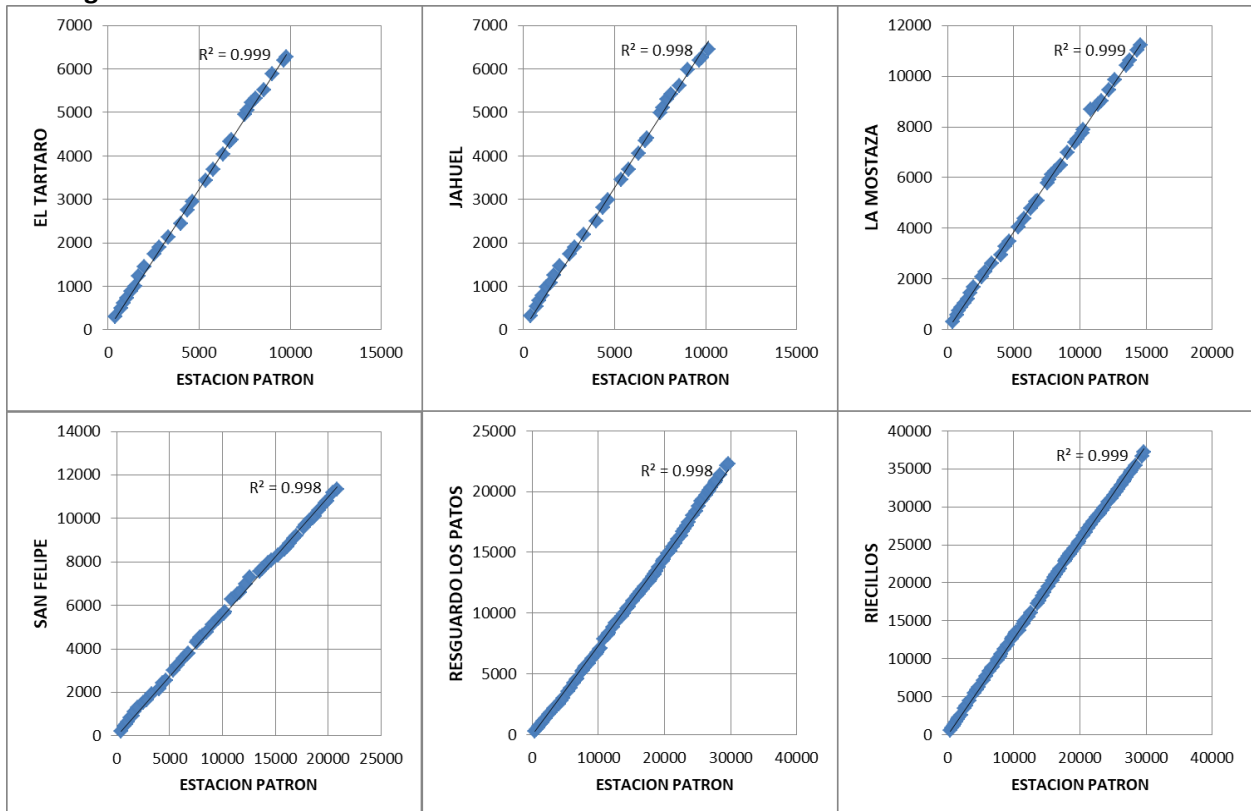 7000
6000
5000
4000
3000
2000
1000
0
EL TARTARO
R² = 0.999
0 5000 10000 15000
ESTACION PATRON
7000
6000
5000
4000
3000
2000
1000
0
JAHUEL
R² = 0.998
0 5000 10000 15000
ESTACION PATRON
12000
10000
8000
6000
4000
2000
0
LA MOSTAZA
R² = 0.999
0 5000 10000 15000 20000
ESTACION PATRON
14000
12000
10000
8000
6000
4000
2000
0
SAN FELIPE
R² = 0.998
0 5000 10000 15000 20000 25000
ESTACION PATRON
25000
20000
15000
10000
5000
0
RESGUARDO LOS PATOS
R² = 0.998
0 10000 20000 30000 40000
ESTACION PATRON
40000
35000
30000
25000
20000
15000
10000
5000
0
RIECILLOS
R² = 0.999
0 10000 20000 30000 40000
ESTACION PATRON